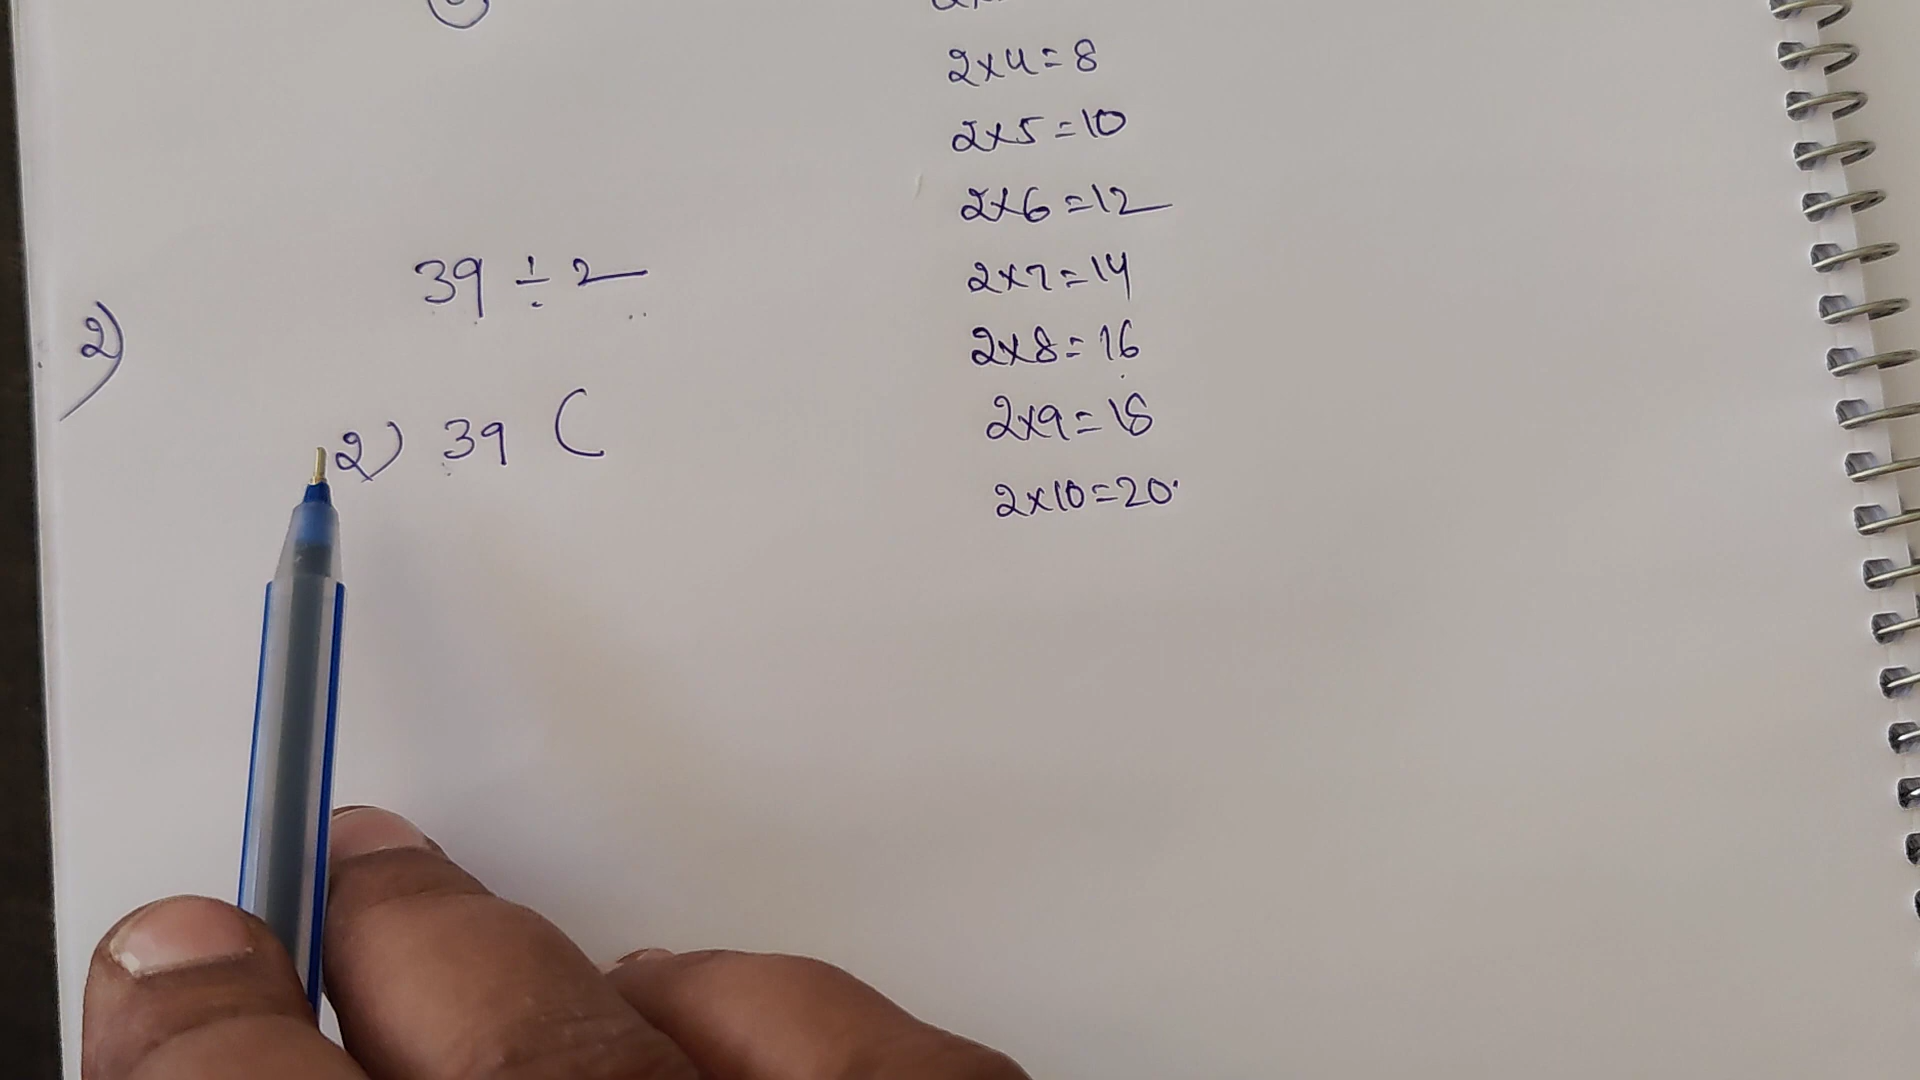 2)
39 ÷ 2
2) 39 (
2x4=8
2x5=10
2x6=12
2x7=14
2x8=16
2x9=18
2x10=20.